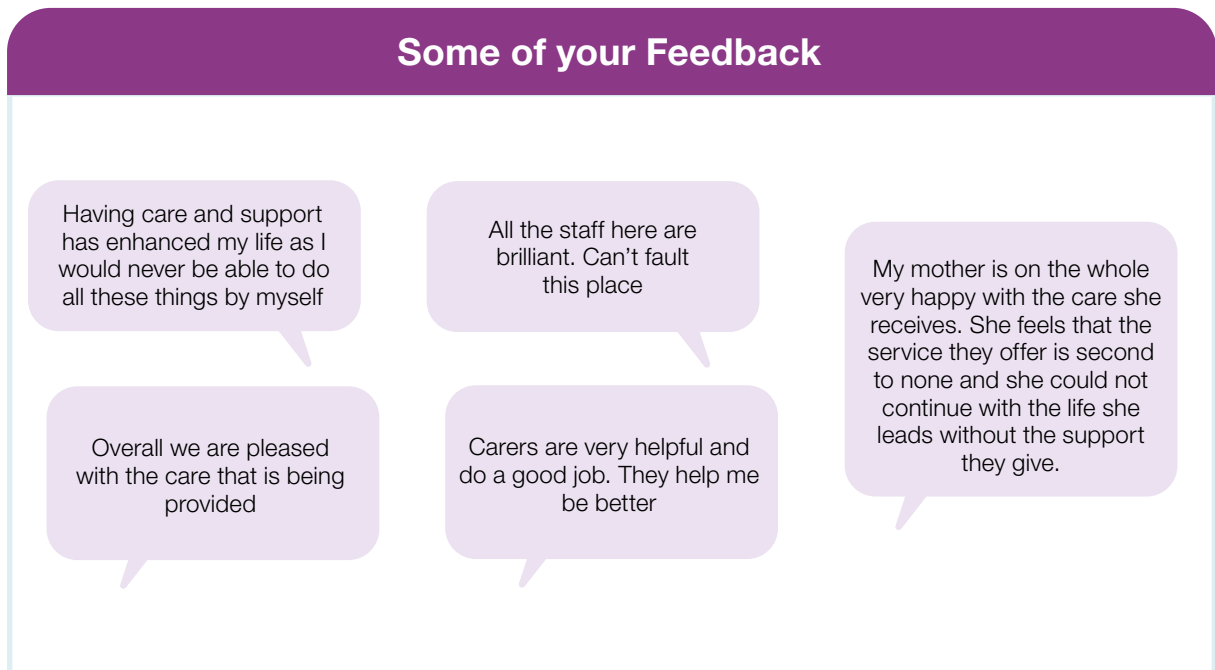 Some of your Feedback
Having care and support
has enhanced my life as I
would never be able to do
all these things by myself
All the staff here are
brilliant. Can't fault
this place
My mother is on the whole
very happy with the care she
receives. She feels that the
service they offer is second
to none and she could not
continue with the life she
leads without the support
they give.
Overall we are pleased
with the care that is being
provided
Carers are very helpful and
do a good job. They help me
be better